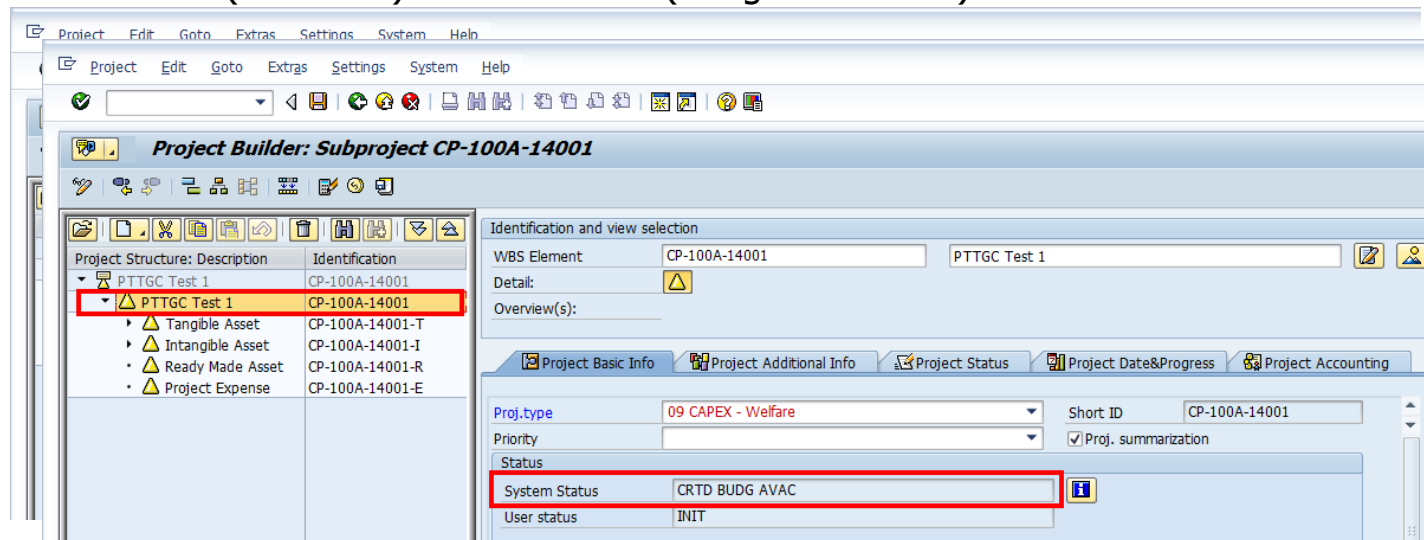 Project Edit Goto Extras Settings System Help
Project Edit Goto Extras Settings System Help
Project Builder: Subproject CP-100A-14001
Project Structure: Description Identification
PTTGC Test 1 CP-100A-14001
PTTGC Test 1 CP-100A-14001
Tangible Asset CP-100A-14001-T
Intangible Asset CP-100A-14001-I
Ready Made Asset CP-100A-14001-R
Project Expense CP-100A-14001-E
Identification and view selection
WBS Element CP-100A-14001 PTTGC Test 1
Detail:
Overview(s):
Project Basic Info Project Additional Info Project Status Project Date&Progress Project Accounting
Proj.type 09 CAPEX - Welfare Short ID CP-100A-14001
Priority Proj. summarization
Status
System Status CRTD BUDG AVAC
User status INIT